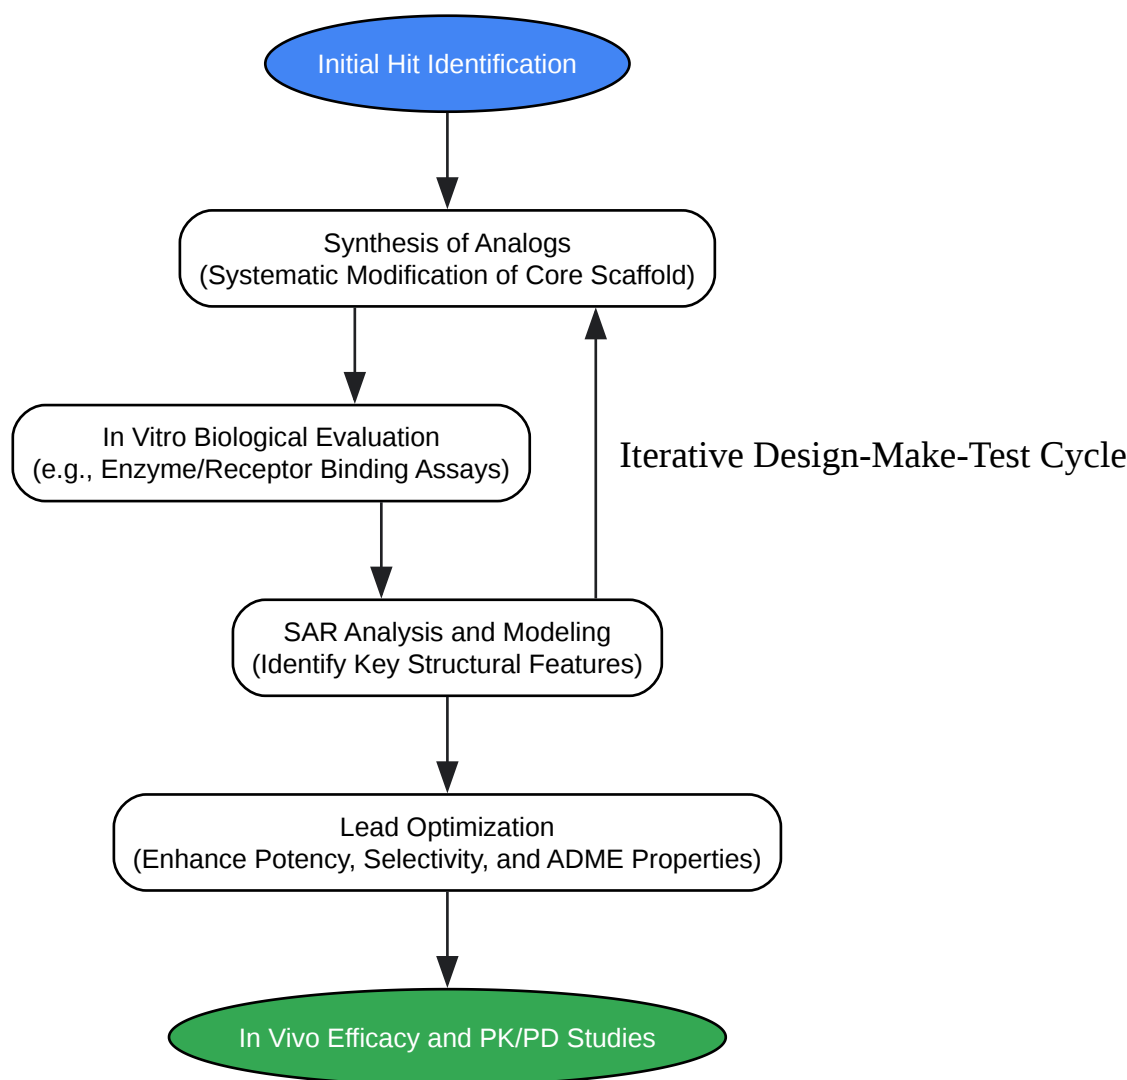 Initial Hit Identification
Synthesis of Analogs
(Systematic Modification of Core Scaffold)
In Vitro Biological Evaluation
(e.g., Enzyme/Receptor Binding Assays)
Iterative Design-Make-Test Cycle
SAR Analysis and Modeling
(Identify Key Structural Features)
Lead Optimization
(Enhance Potency, Selectivity, and ADME Properties)
In Vivo Efficacy and PK/PD Studies